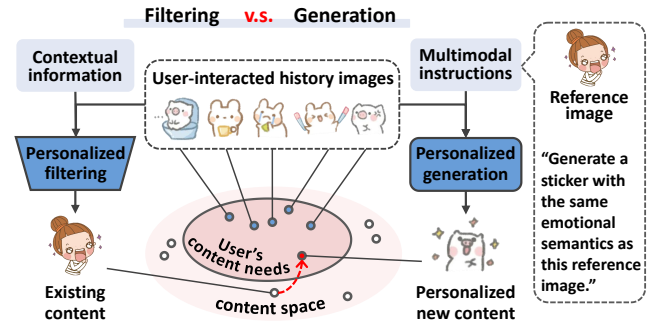 Filtering v.s. Generation
Contextual
information
User-interacted history images
Multimodal
instructions
Reference
image
Personalized
filtering
Personalized
generation
"Generate a
sticker with
the same
emotional
semantics as
this reference
image."
User's
content needs
content space
Existing
content
Personalized
new content